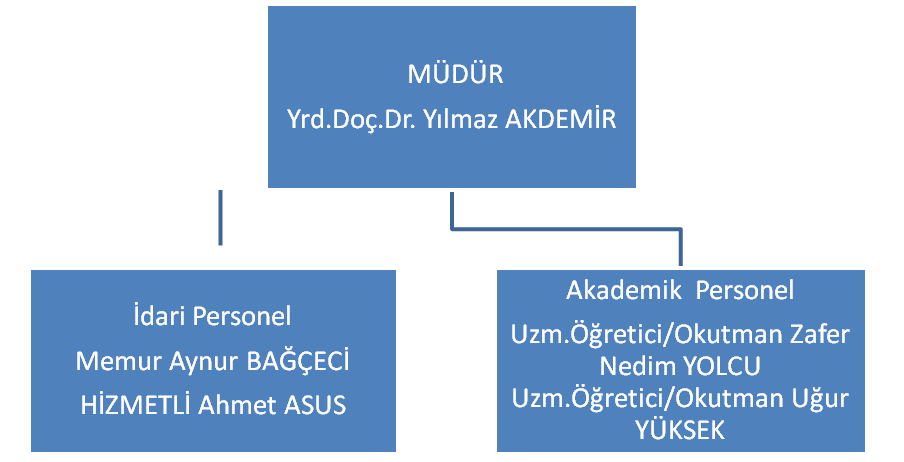 MÜDÜR
Yrd.Doç.Dr. Yılmaz AKDEMİR
İdari Personel
Memur Aynur BAĞÇECİ
HİZMETLİ Ahmet ASUS
Akademik Personel
Uzm.Öğretici/Okutman Zafer
Nedim YOLCU
Uzm.Öğretici/Okutman Uğur
YÜKSEK